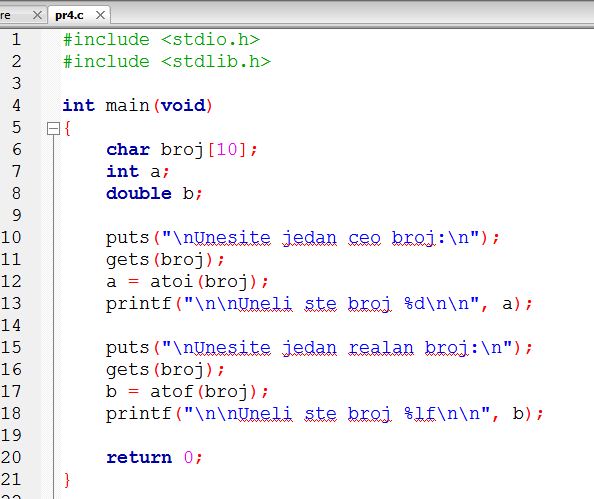 re pr4.c
1 #include <stdio.h>
2 #include <stdlib.h>
3
4 int main(void)
5 {
6 char broj[10];
7 int a;
8 double b;
9
10 puts("\nUnesite jedan ceo broj:\n");
11 gets(broj);
12 a = atoi(broj);
13 printf("\n\nUneli ste broj %d\n\n", a);
14
15 puts("\nUnesite jedan realan broj:\n");
16 gets(broj);
17 b = atof(broj);
18 printf("\n\nUneli ste broj %lf\n\n", b);
19
20 return 0;
21 }